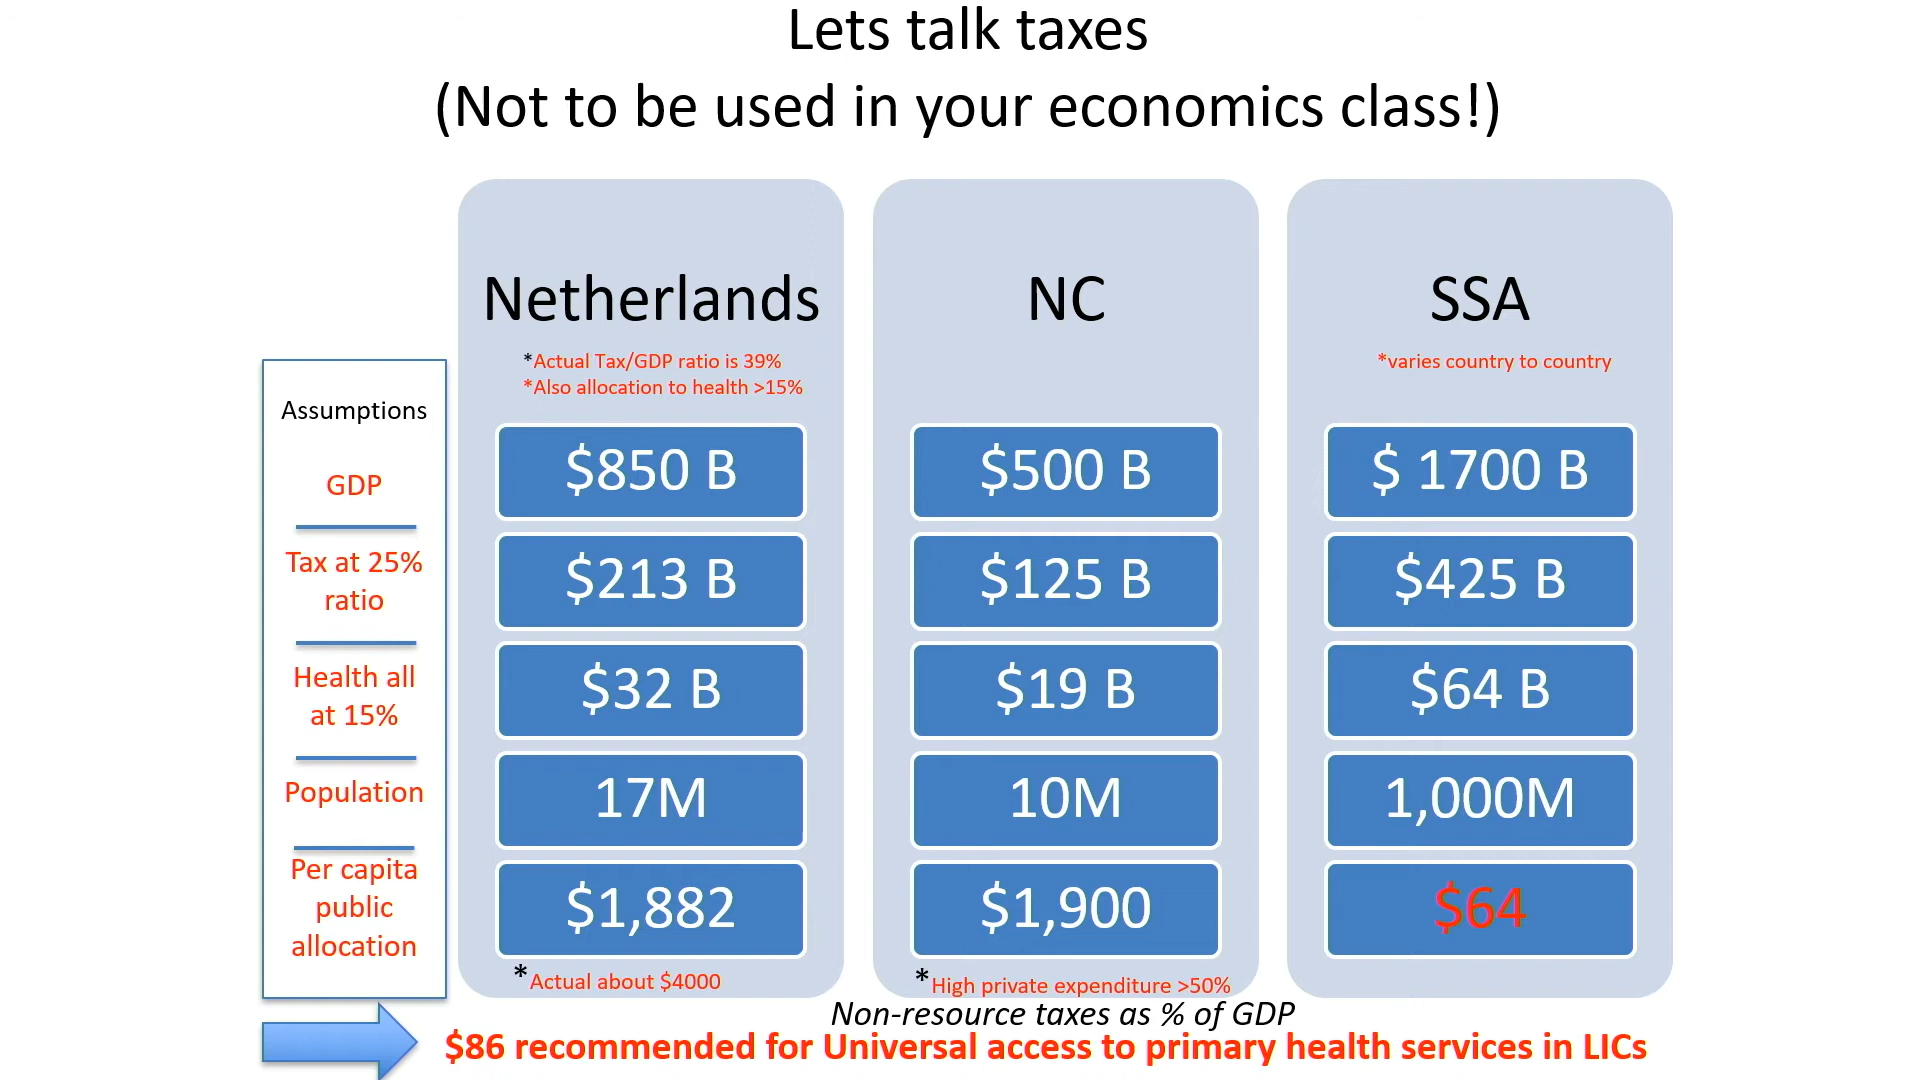 Lets talk taxes
(Not to be used in your economics class!)
Assumptions
GDP
Tax at 25%
ratio
Health all
at 15%
Population
Per capita
public
allocation
Netherlands
*Actual Tax/GDP ratio is 39%
*Also allocation to health >15%
$850 B
$213 B
$32 B
17M
$1,882
*Actual about $4000
NC
$500 B
$125 B
$19 B
10M
$1,900
*High private expenditure >50%
SSA
*varies country to country
$ 1700 B
$425 B
$64 B
1,000M
$64
Non-resource taxes as % of GDP
$86 recommended for Universal access to primary health services in LICs